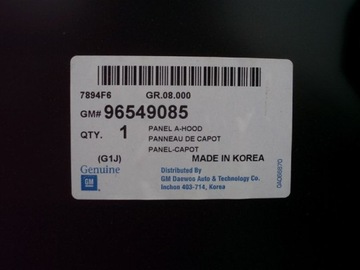 7894F6 GR.08.000
GM# 96549085
QTY. 1 PANEL A-HOOD
PANNEAU DE CAPOT
PANEL-CAPOT
(G1J) MADE IN KOREA
Genuine
GM
Distributed By
GM Daewoo Auto & Technology Co.
Inchon 403-714, Korea